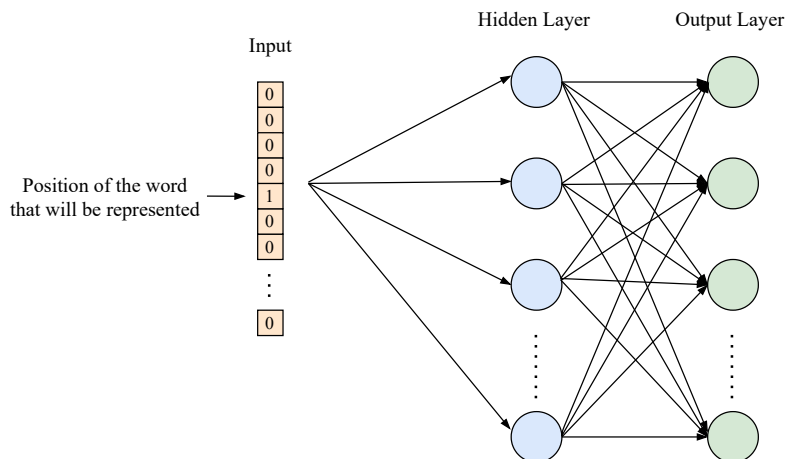 Hidden Layer
Output Layer
Input
0
0
0
0
Position of the word
that will be represented
1
0
0
0